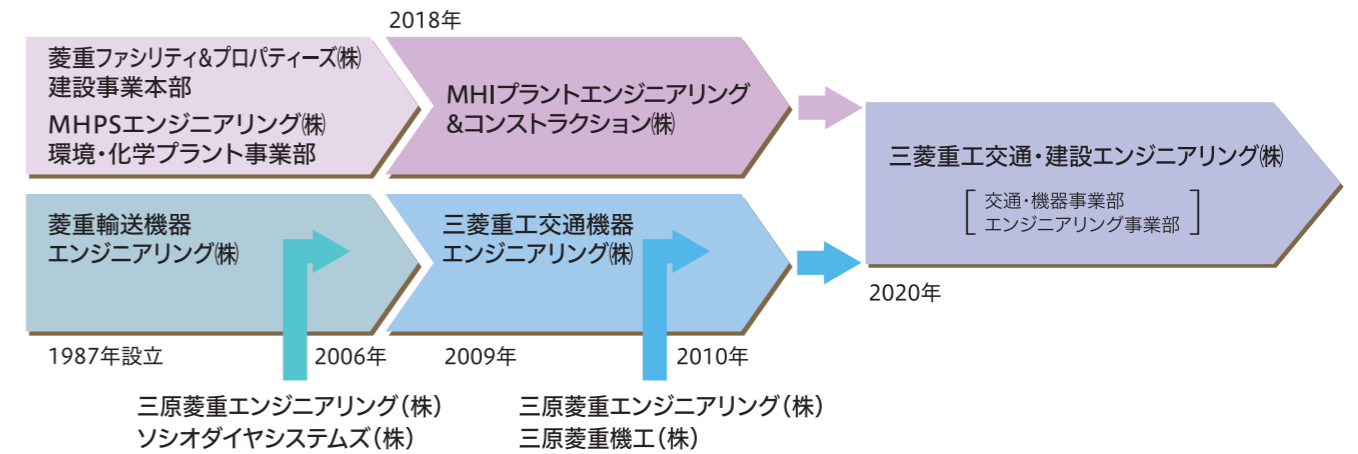 2018年
菱重ファシリティ&プロパティーズ㈱
建設事業本部
MHPSエンジニアリング㈱
環境・化学プラント事業部
MHIプラントエンジニアリング
&コンストラクション㈱
三菱重工交通・建設エンジニアリング㈱
交通・機器事業部
エンジニアリング事業部
2020年
菱重輸送機器
エンジニアリング㈱
三菱重工交通機器
エンジニアリング㈱
1987年設立
2006年
2009年
2010年
三原菱重エンジニアリング（株）
ソシオダイヤシステムズ（株）
三原菱重エンジニアリング（株）
三原菱重機工（株）